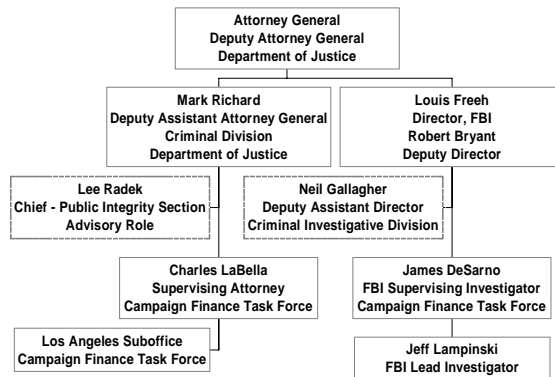 Attorney General
Deputy Attorney General
Department of Justice
Mark Richard
Deputy Assistant Attorney General
Criminal Division
Department of Justice
Louis Freeh
Director, FBI
Robert Bryant
Deputy Director
Lee Radek
Chief - Public Integrity Section
Advisory Role
Neil Gallagher
Deputy Assistant Director
Criminal Investigative Division
Charles LaBella
Supervising Attorney
Campaign Finance Task Force
James DeSarno
FBI Supervising Investigator
Campaign Finance Task Force
Los Angeles Suboffice
Campaign Finance Task Force
Jeff Lampinski
FBI Lead Investigator